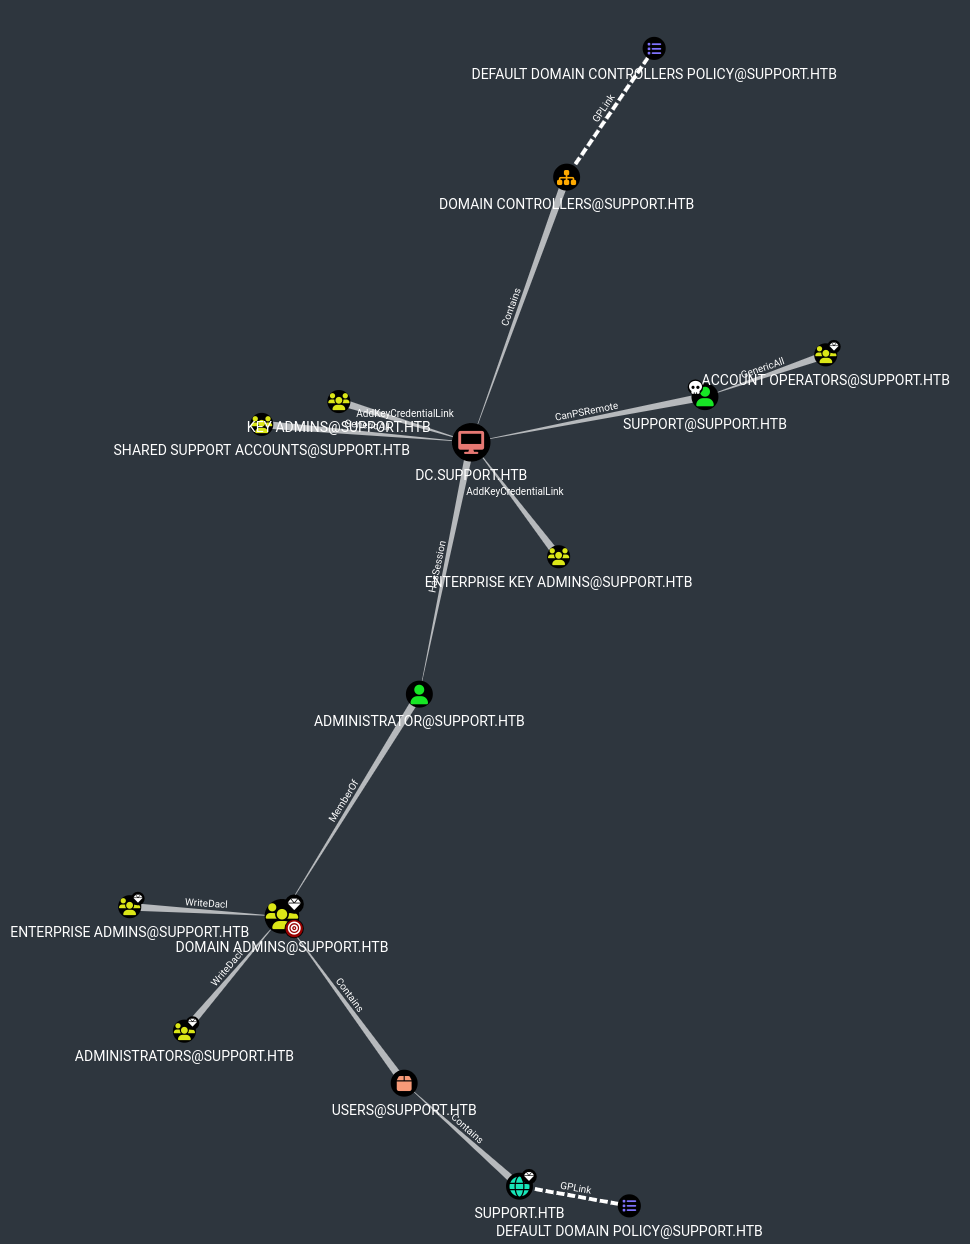 DEFAULT DOMAIN CONTROLLERS POLICY@SUPPORT.HTB
GPLink
DOMAIN CONTROLLERS@SUPPORT.HTB
Contains
GenericAll
ACCOUNT OPERATORS@SUPPORT.HTB
CanPSRemote
SUPPORT@SUPPORT.HTB
AddKeyCredentialLink
KEY ADMINS@SUPPORT.HTB
SHARED SUPPORT ACCOUNTS@SUPPORT.HTB
DC.SUPPORT.HTB
AddKeyCredentialLink
ENTERPRISE KEY ADMINS@SUPPORT.HTB
HasSession
ADMINISTRATOR@SUPPORT.HTB
MemberOf
WriteDacl
ENTERPRISE ADMINS@SUPPORT.HTB
DOMAIN ADMINS@SUPPORT.HTB
WriteDacl
Contains
ADMINISTRATORS@SUPPORT.HTB
USERS@SUPPORT.HTB
Contains
GPLink
SUPPORT.HTB
DEFAULT DOMAIN POLICY@SUPPORT.HTB